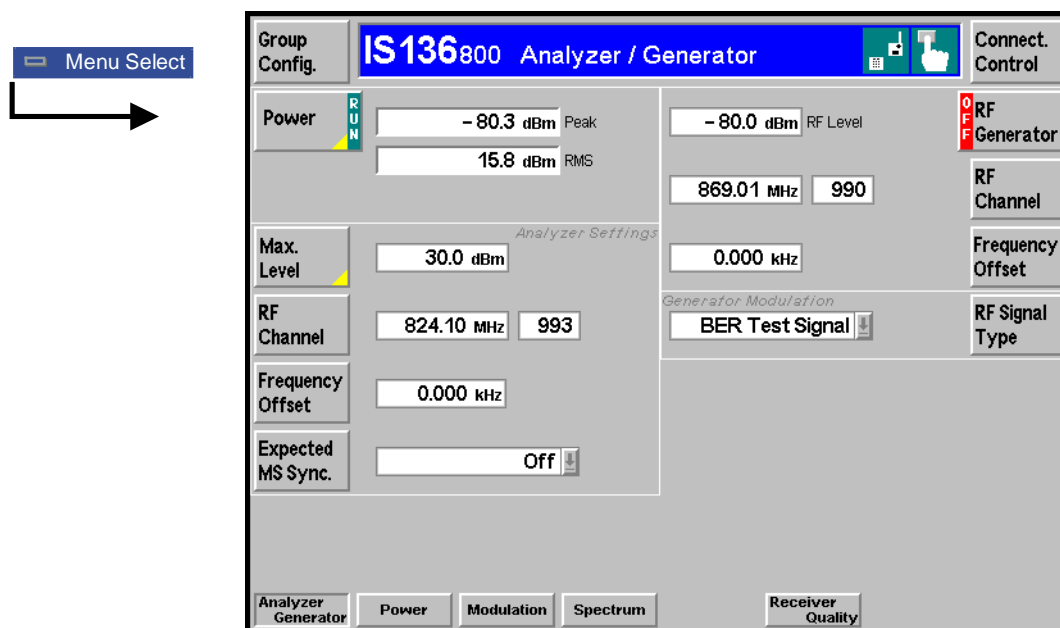 Menu Select
Group
Config.
IS136800 Analyzer / Generator
Connect.
Control
Power
RUN
– 80.3 dBm Peak
15.8 dBm RMS
– 80.0 dBm RF Level
OFF
RF
Generator
869.01 MHz 990
RF
Channel
Analyzer Settings
Max.
Level
30.0 dBm
0.000 kHz
Frequency
Offset
RF
Channel
824.10 MHz 993
Generator Modulation
BER Test Signal
RF Signal
Type
Frequency
Offset
0.000 kHz
Expected
MS Sync.
Off
Analyzer
Generator
Power
Modulation
Spectrum
Receiver
Quality